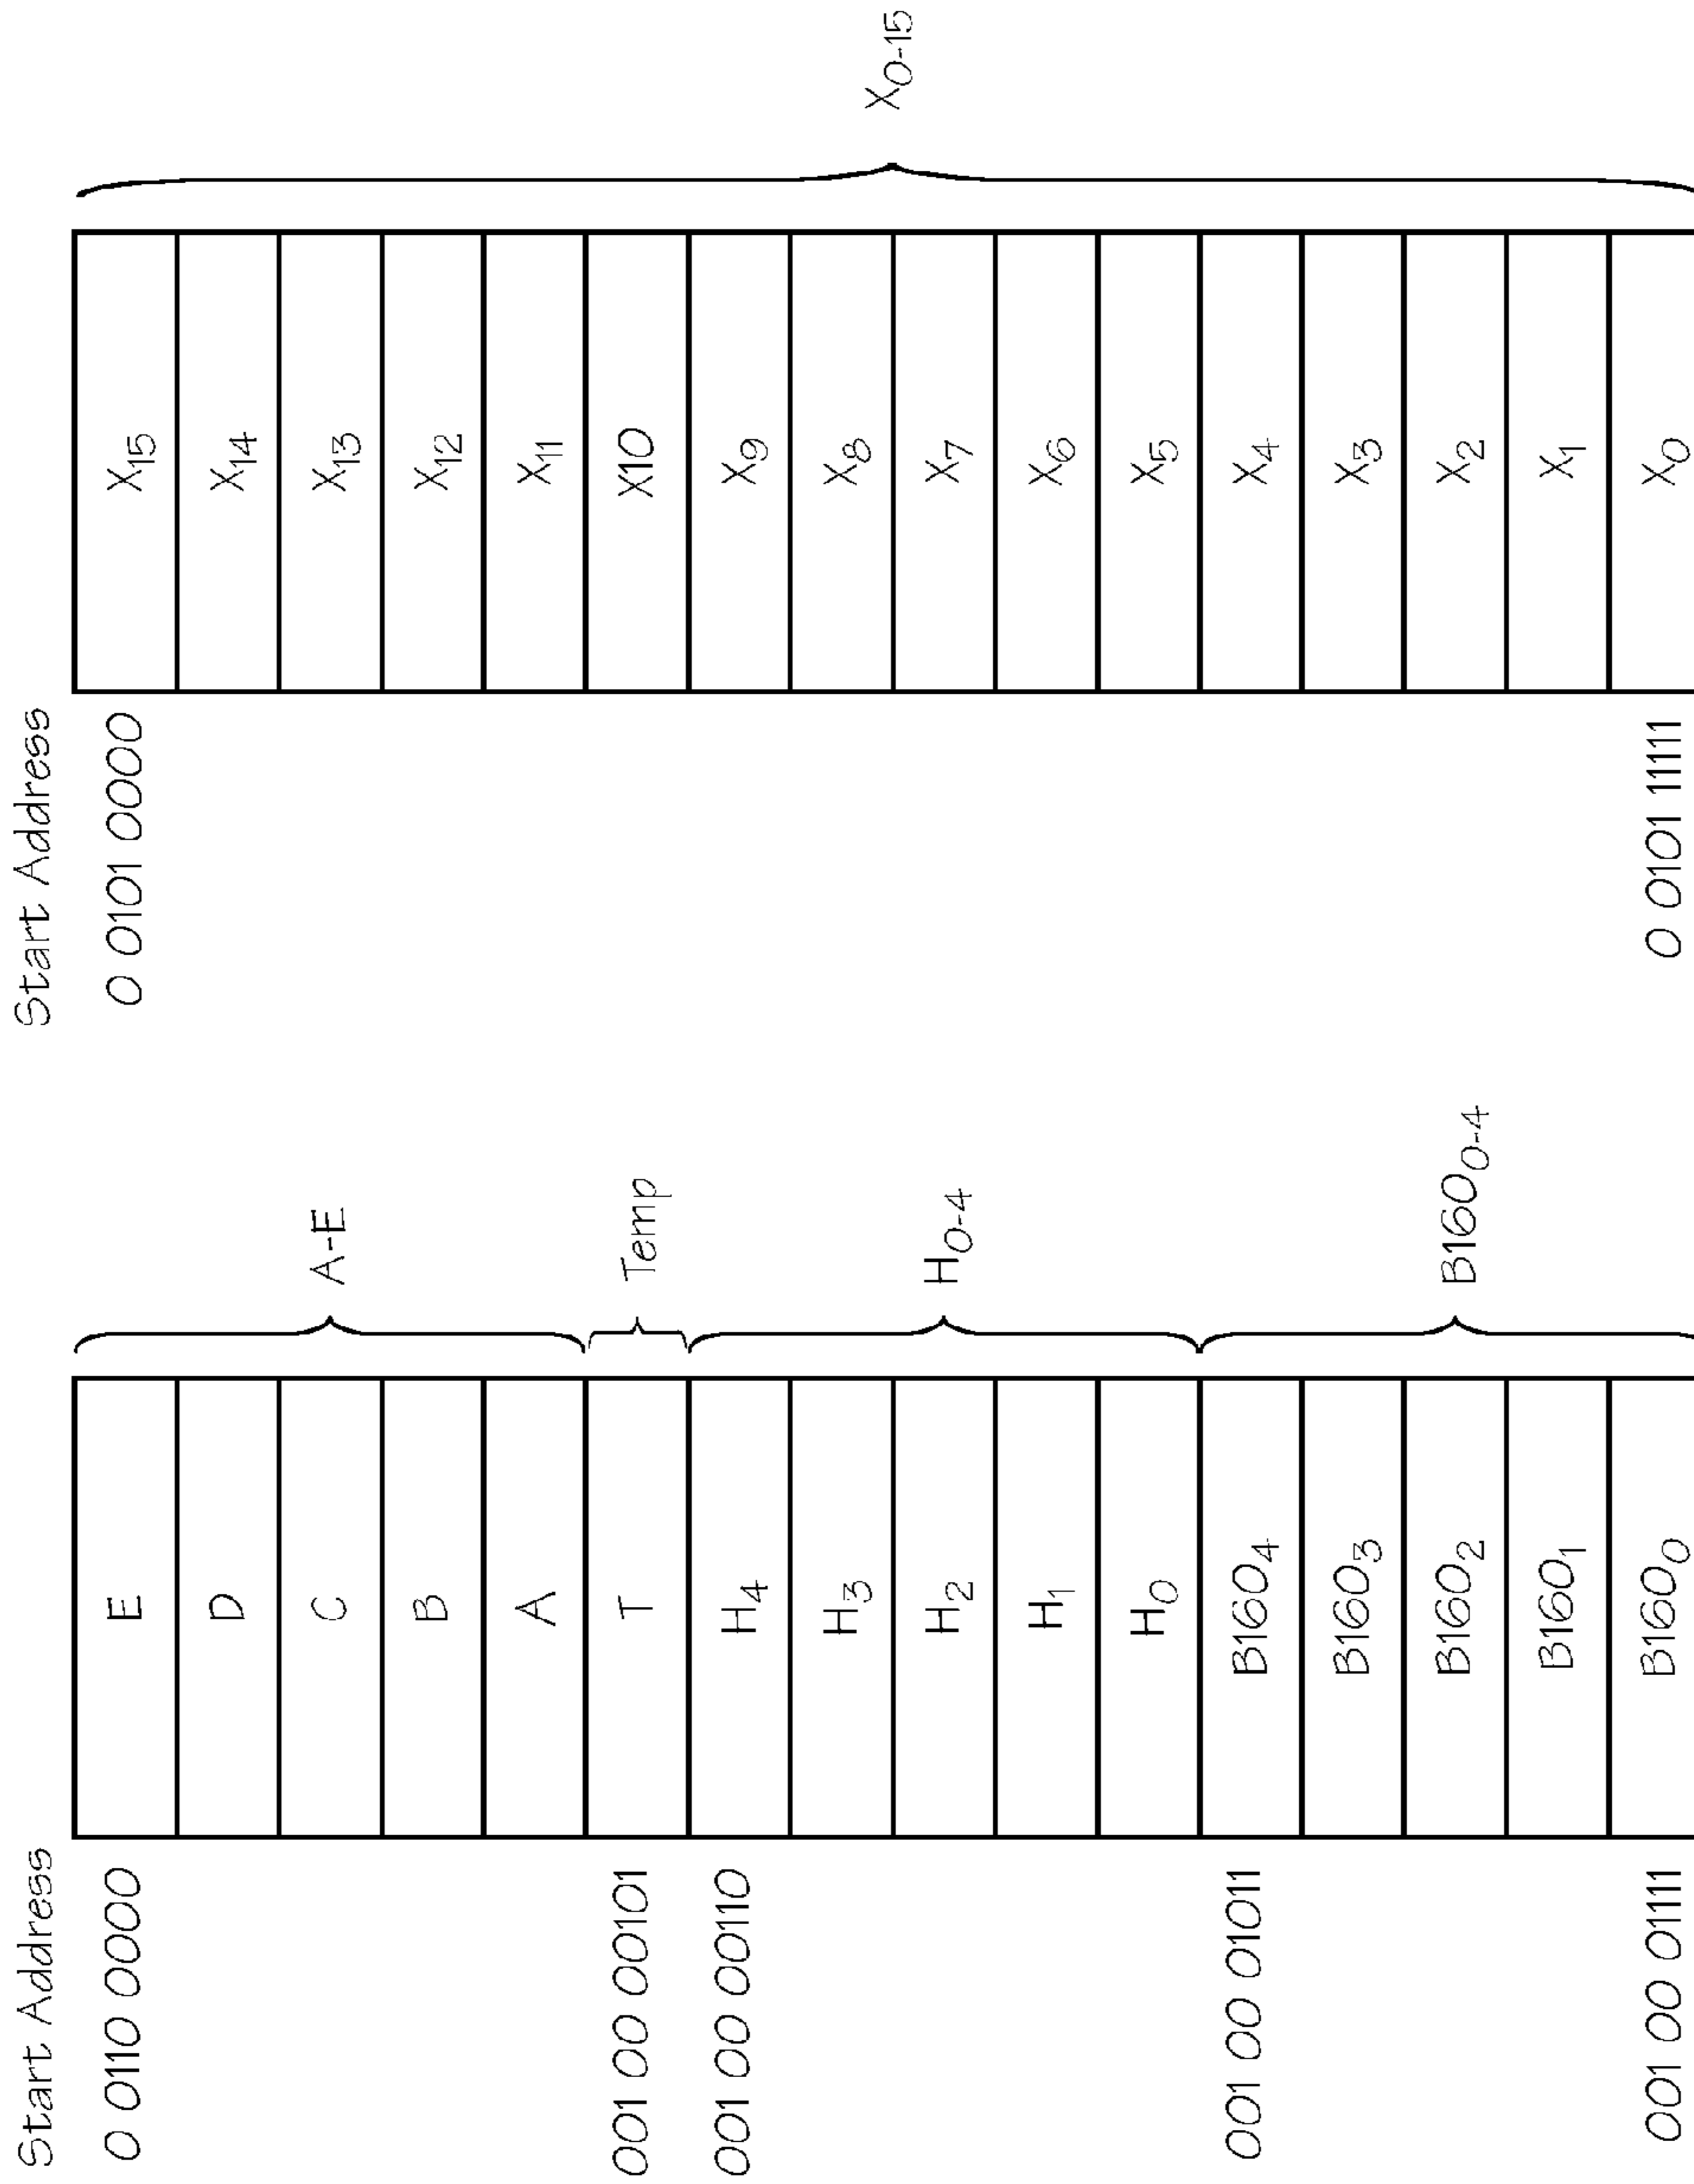 Start Address
0 0110 0000
E
D
C
B
A
A-E
001 00 00101
T
Temp
001 00 00110
H4
H3
H2
H1
H0
H0-4
001 00 01011
B1604
B1603
B1602
B1601
001 00 01111
B1600
B1600-4
Start Address
0 0101 0000
X15
X14
X13
X12
X11
X10
X9
X8
X7
X6
X5
X4
X3
X2
X1
0 0101 11111
X0
X0-15